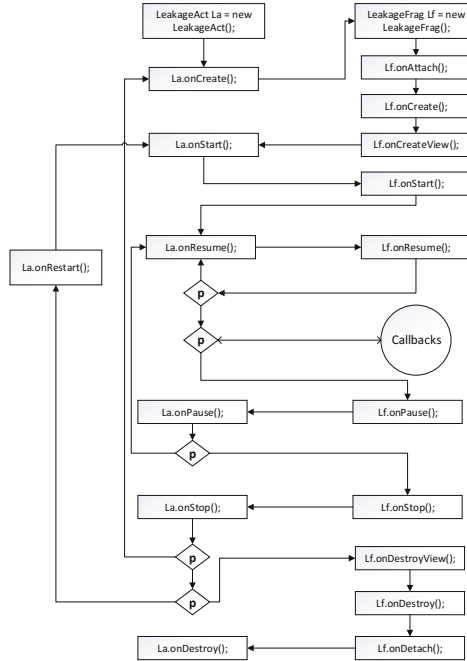 LeakageAct La = new
LeakageAct();
LeakageFrag Lf = new
LeakageFrag();
Lf.onAttach();
La.onCreate();
Lf.onCreate();
La.onStart();
Lf.onCreateView();
Lf.onStart();
La.onResume();
Lf.onResume();
La.onRestart();
p
p
Callbacks
La.onPause();
Lf.onPause();
p
La.onStop();
Lf.onStop();
p
Lf.onDestroyView();
p
Lf.onDestroy();
La.onDestroy();
Lf.onDetach();